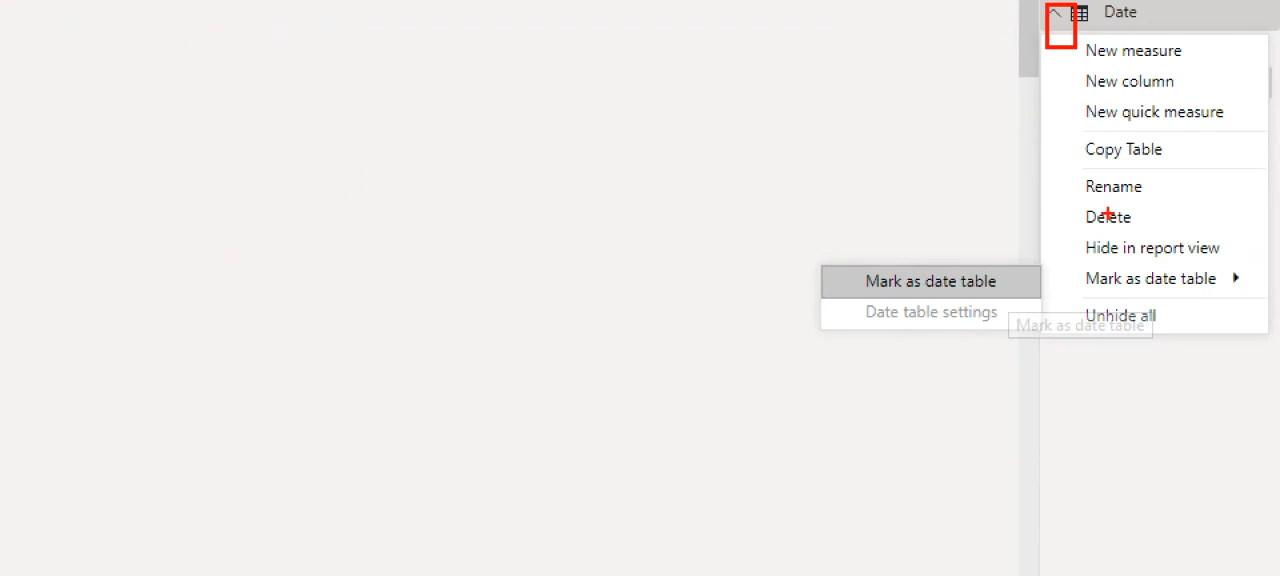 Date
New measure
New column
New quick measure
Copy Table
Rename
Delete
Hide in report view
Mark as date table
Unhide all
Mark as date table
Date table settings
Mark as date table